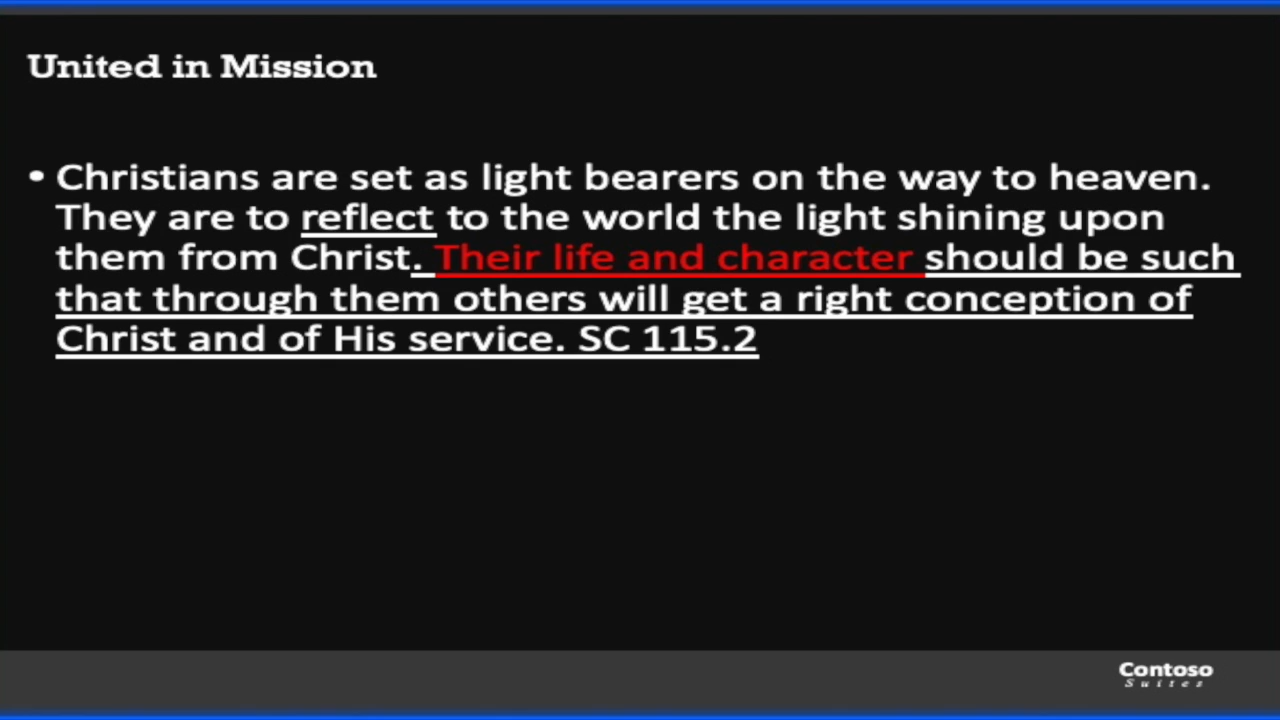 United in Mission
• Christians are set as light bearers on the way to heaven.
They are to reflect to the world the light shining upon
them from Christ. Their life and character should be such
that through them others will get a right conception of
Christ and of His service. SC 115.2
Contoso
Suites